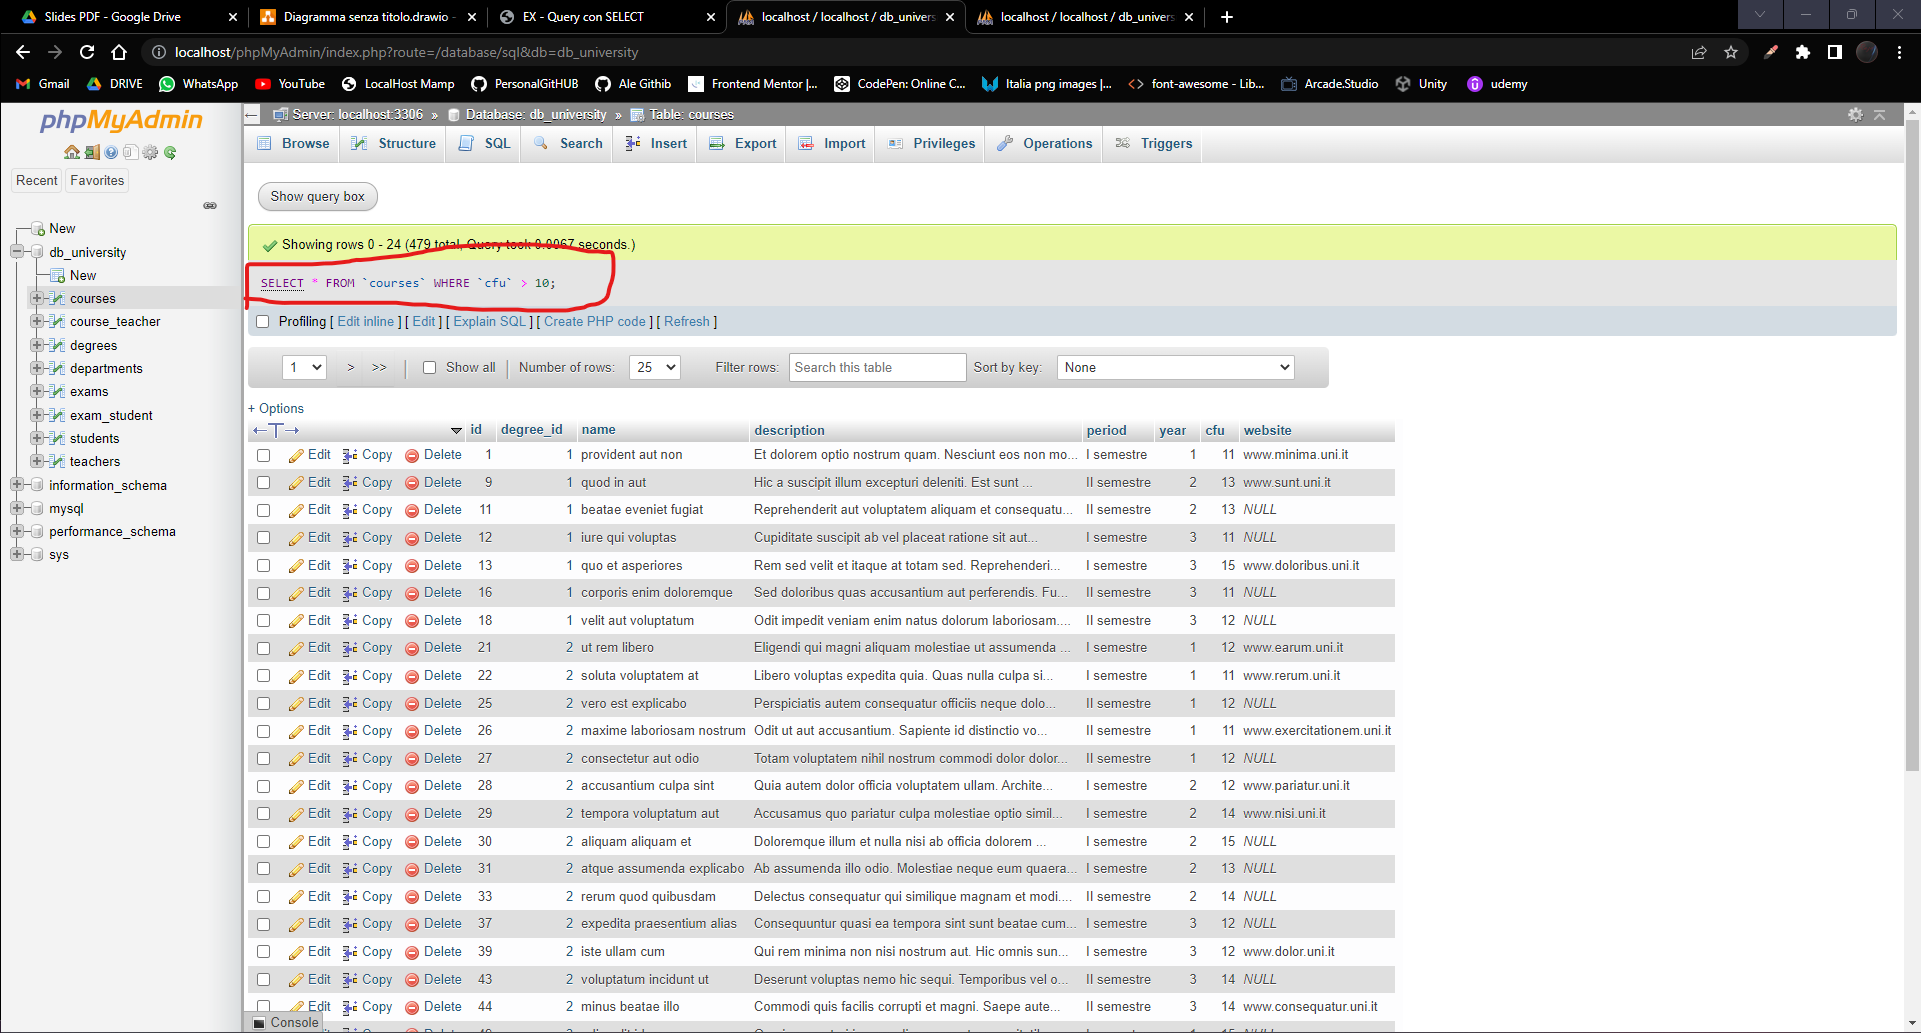 Slides PDF - Google Drive
Diagramma senza titolo.drawio -
EX - Query con SELECT
localhost / localhost / db_univers
localhost / localhost / db_univers
localhost/phpMyAdmin/index.php?route=/database/sql&db=db_university
Gmail DRIVE WhatsApp YouTube LocalHost Mamp PersonalGitHUB Ale Githib Frontend Mentor |... CodePen: Online C... Italia png images |... font-awesome - Lib... Arcade.Studio Unity udemy
phpMyAdmin
Recent Favorites
New
db_university
New
courses
course_teacher
degrees
departments
exams
exam_student
students
teachers
information_schema
mysql
performance_schema
sys
Server: localhost:3306 » Database: db_university » Table: courses
Browse Structure SQL Search Insert Export Import Privileges Operations Triggers
Show query box
Showing rows 0 - 24 (479 total, Query took 0.0067 seconds.)
SELECT * FROM `courses` WHERE `cfu` > 10;
Profiling [ Edit inline ] [ Edit ] [ Explain SQL ] [ Create PHP code ] [ Refresh ]
1 > >> | Show all | Number of rows: 25 Filter rows: Search this table Sort by key: None
+ Options
←T→ id degree_id name description period year cfu website
Edit Copy Delete 1 1 provident aut non Et dolorem optio nostrum quam. Nesciunt eos non mo... I semestre 1 11 www.minima.uni.it
Edit Copy Delete 9 1 quod in aut Hic a suscipit illum excepturi deleniti. Est sunt ... II semestre 2 13 www.sunt.uni.it
Edit Copy Delete 11 1 beatae eveniet fugiat Reprehenderit aut voluptatem aliquam et consequatu... II semestre 2 13 NULL
Edit Copy Delete 12 1 iure qui voluptas Cupiditate suscipit ab vel placeat ratione sit aut... I semestre 3 11 NULL
Edit Copy Delete 13 1 quo et asperiores Rem sed velit et itaque at totam sed. Reprehenderi... I semestre 3 15 www.doloribus.uni.it
Edit Copy Delete 16 1 corporis enim doloremque Sed doloribus quas accusantium aut perferendis. Fu... II semestre 3 11 NULL
Edit Copy Delete 18 1 velit aut voluptatum Odit impedit veniam enim natus dolorum laboriosam.... II semestre 3 12 NULL
Edit Copy Delete 21 2 ut rem libero Eligendi qui magni aliquam molestiae ut assumenda ... I semestre 1 12 www.earum.uni.it
Edit Copy Delete 22 2 soluta voluptatem at Libero voluptas expedita quia. Quas nulla culpa si... I semestre 1 11 www.rerum.uni.it
Edit Copy Delete 25 2 vero est explicabo Perspiciatis autem consequatur officiis neque dolo... II semestre 1 12 NULL
Edit Copy Delete 26 2 maxime laboriosam nostrum Odit ut aut accusantium. Sapiente id distinctio vo... II semestre 1 11 www.exercitationem.uni.it
Edit Copy Delete 27 2 consectetur aut odio Totam voluptatem nihil nostrum commodi dolor dolor... II semestre 1 12 NULL
Edit Copy Delete 28 2 accusantium culpa sint Quia autem dolor officia voluptatem ullam. Archite... I semestre 2 12 www.pariatur.uni.it
Edit Copy Delete 29 2 tempora voluptatum aut Accusamus quo pariatur culpa molestiae optio simil... I semestre 2 14 www.nisi.uni.it
Edit Copy Delete 30 2 aliquam aliquam et Doloremque illum et nulla nisi ab officia dolorem ... I semestre 2 15 NULL
Edit Copy Delete 31 2 atque assumenda explicabo Ab assumenda illo odio. Molestiae neque eum quaera... I semestre 2 13 NULL
Edit Copy Delete 33 2 rerum quod quibusdam Delectus consequatur qui similique magnam et modi.... II semestre 2 14 NULL
Edit Copy Delete 37 2 expedita praesentium alias Consequuntur quasi ea tempora sint sunt beatae cum... I semestre 3 12 NULL
Edit Copy Delete 39 2 iste ullam cum Qui rem minima non nisi nostrum aut. Hic omnis sun... I semestre 3 12 www.dolor.uni.it
Edit Copy Delete 43 2 voluptatum incidunt ut Deserunt voluptas nemo hic sequi. Temporibus vel o... II semestre 3 14 NULL
Edit Copy Delete 44 2 minus beatae illo Commodi quis facilis corrupti et magni. Saepe aute... II semestre 3 14 www.consequatur.uni.it
Console